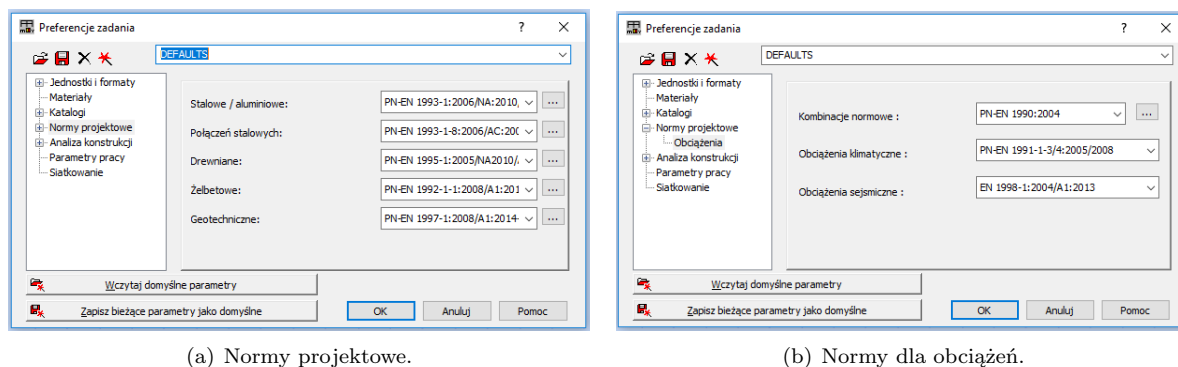 Preferencje zadania
?
DEFAULTS
Jednostki i formaty
Materiały
Katalogi
Normy projektowe
Analiza konstrukcji
Parametry pracy
Siatkowanie
Stalowe / aluminiowe:
PN-EN 1993-1:2006/NA:2010,
...
Połączeń stalowych:
PN-EN 1993-1-8:2006/AC:200
...
Drewniane:
PN-EN 1995-1:2005/NA2010/
...
Żelbetowe:
PN-EN 1992-1-1:2008/A1:201
...
Geotechniczne:
PN-EN 1997-1:2008/A1:2014-
...
Wczytaj domyślne parametry
Zapisz bieżące parametry jako domyślne
OK Anuluj Pomoc
(a) Normy projektowe.
Preferencje zadania
?
DEFAULTS
Jednostki i formaty
Materiały
Katalogi
Normy projektowe
Obciążenia
Analiza konstrukcji
Parametry pracy
Siatkowanie
Kombinacje normowe :
PN-EN 1990:2004
...
Obciążenia klimatyczne :
PN-EN 1991-1-3/4:2005/2008
Obciążenia sejsmiczne :
EN 1998-1:2004/A1:2013
Wczytaj domyślne parametry
Zapisz bieżące parametry jako domyślne
OK Anuluj Pomoc
(b) Normy dla obciążeń.